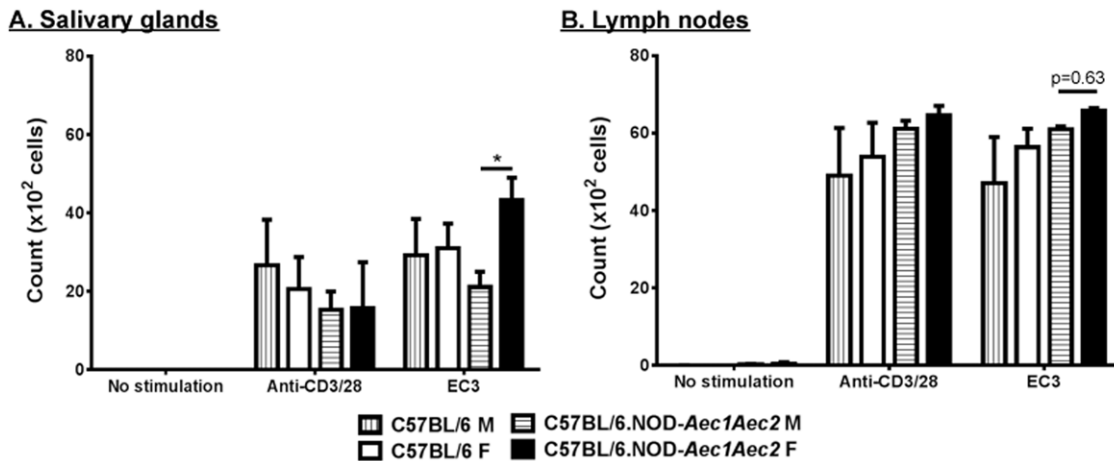 A. Salivary glands
Count (x10² cells)
80
60
40
20
0
*
No stimulation
Anti-CD3/28
EC3
B. Lymph nodes
Count (x10² cells)
80
60
40
20
0
p=0.63
No stimulation
Anti-CD3/28
EC3
C57BL/6 M
C57BL/6.NOD-Aec1Aec2 M
C57BL/6 F
C57BL/6.NOD-Aec1Aec2 F